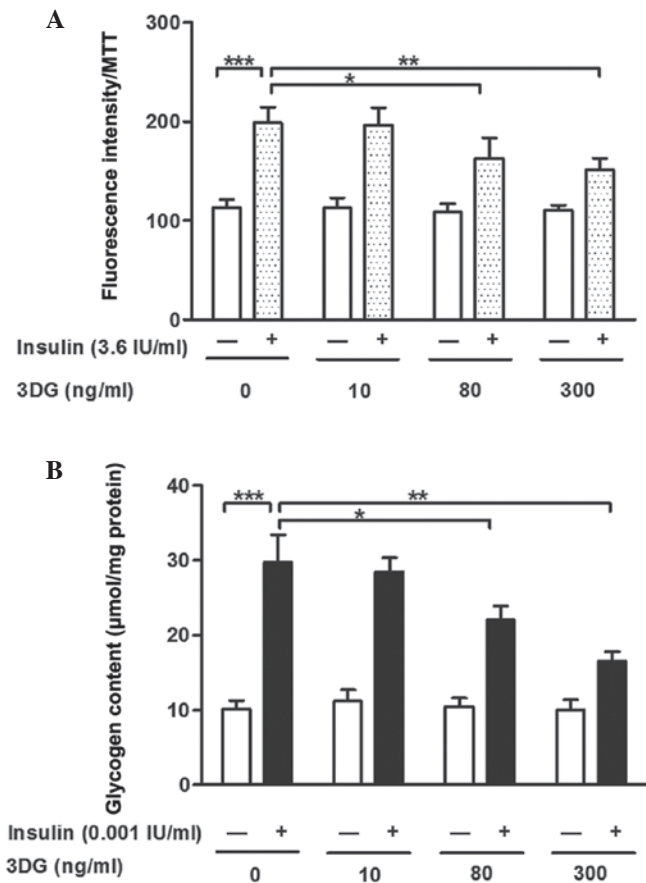 A
Fluorescence intensity/MTT
300
200
100
0
*** ** *
Insulin (3.6 IU/ml) — + — + — + — +
3DG (ng/ml) 0 10 80 300
B
Glycogen content (µmol/mg protein)
40
30
20
10
0
*** ** *
Insulin (0.001 IU/ml) — + — + — + — +
3DG (ng/ml) 0 10 80 300